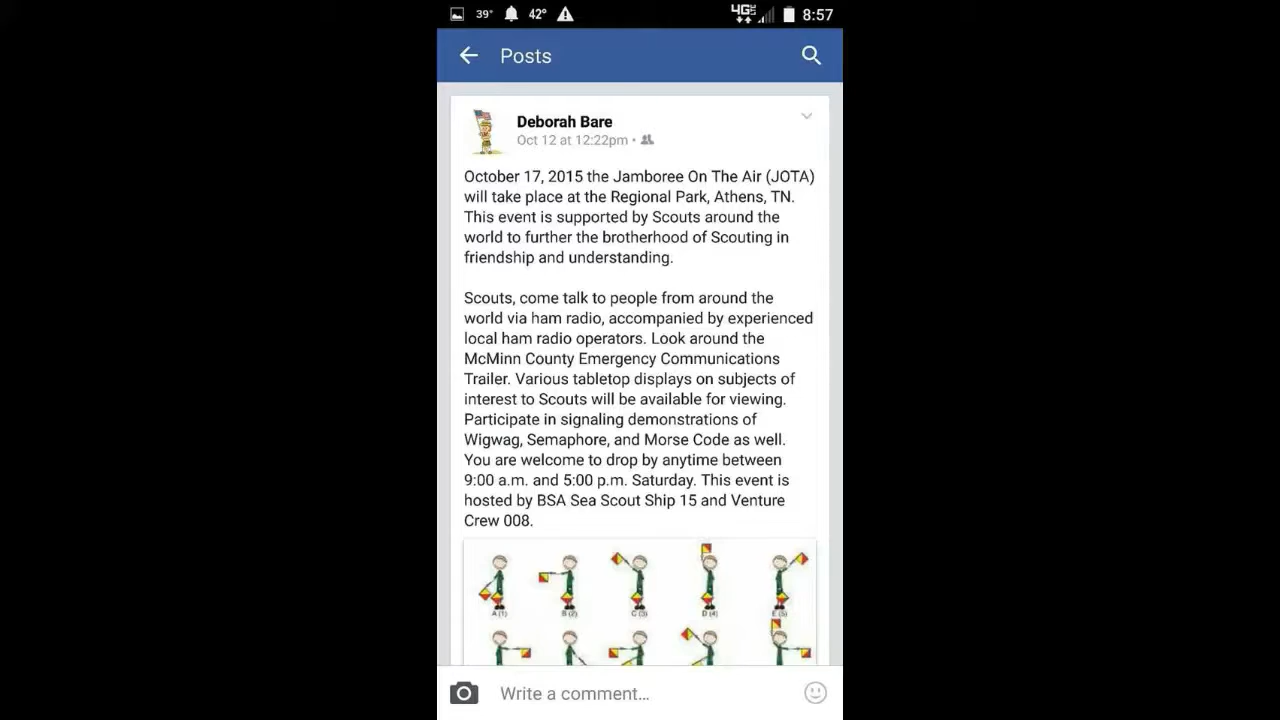 39° 42° 4G 8:57
Posts
Deborah Bare
Oct 12 at 12:22pm •
October 17, 2015 the Jamboree On The Air (JOTA)
will take place at the Regional Park, Athens, TN.
This event is supported by Scouts around the
world to further the brotherhood of Scouting in
friendship and understanding.
Scouts, come talk to people from around the
world via ham radio, accompanied by experienced
local ham radio operators. Look around the
McMinn County Emergency Communications
Trailer. Various tabletop displays on subjects of
interest to Scouts will be available for viewing.
Participate in signaling demonstrations of
Wigwag, Semaphore, and Morse Code as well.
You are welcome to drop by anytime between
9:00 a.m. and 5:00 p.m. Saturday. This event is
hosted by BSA Sea Scout Ship 15 and Venture
Crew 008.
A (1) B (2) C (3) D (4) E (5)
Write a comment...